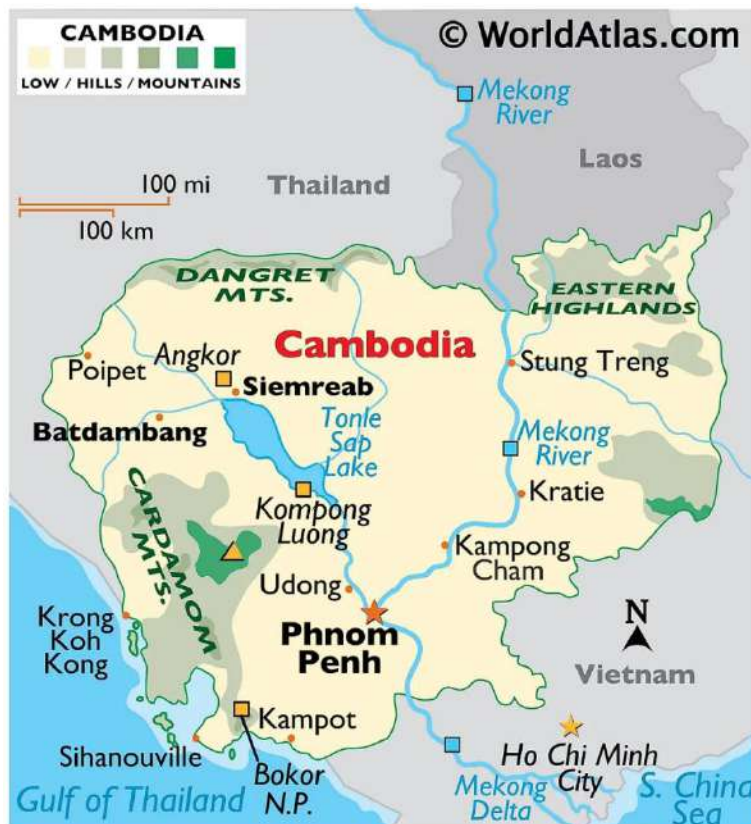 CAMBODIA
LOW / HILLS / MOUNTAINS
© WorldAtlas.com
Mekong
River
Laos
Thailand
100 mi
100 km
DANGRET
MTS.
EASTERN
HIGHLANDS
Cambodia
Angkor
Poipet
Siemreab
Stung Treng
Batdambang
Tonle
Sap
Lake
Mekong
River
Kratie
Kompong
Luong
CARDAMOM
MTS.
Kampong
Cham
Udong
Krong
Koh
Kong
Phnom
Penh
N
Vietnam
Kampot
Sihanouville
Bokor
N.P.
Ho Chi Minh
City
Gulf of Thailand
Mekong
Delta
S. China
Sea